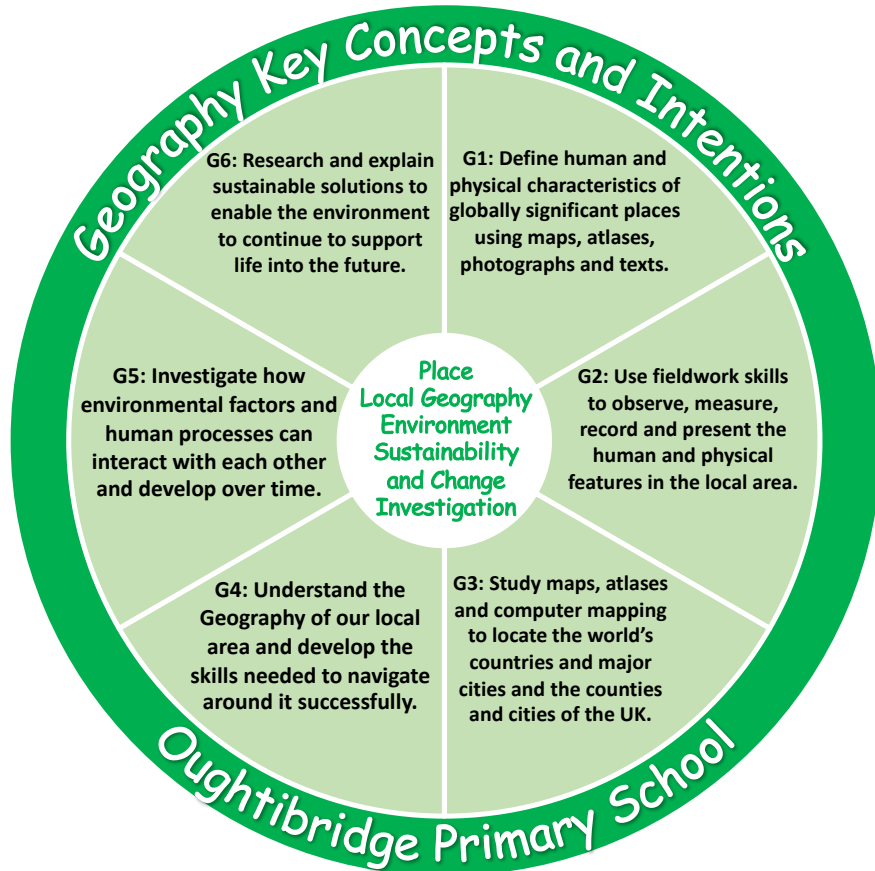 Geography Key Concepts and Intentions
G6: Research and explain
sustainable solutions to
enable the environment
to continue to support
life into the future.
G1: Define human and
physical characteristics of
globally significant places
using maps, atlases,
photographs and texts.
G5: Investigate how
environmental factors and
human processes can
interact with each other
and develop over time.
Place
Local Geography
Environment
Sustainability
and Change
Investigation
G2: Use fieldwork skills
to observe, measure,
record and present the
human and physical
features in the local area.
G4: Understand the
Geography of our local
area and develop the
skills needed to navigate
around it successfully.
G3: Study maps, atlases
and computer mapping
to locate the world's
countries and major
cities and the counties
and cities of the UK.
Oughtibridge Primary School